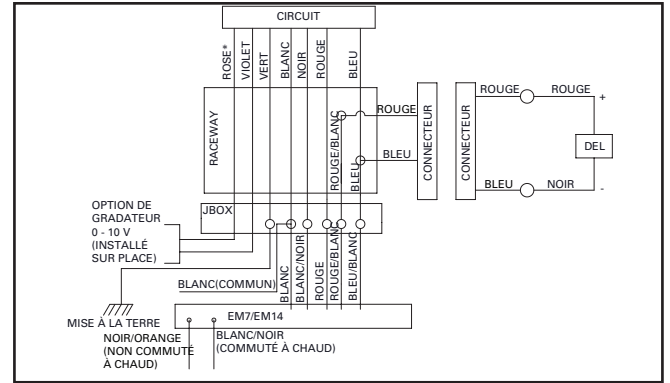 CIRCUIT
ROSE*
VIOLET
VERT
BLANC
NOIR
ROUGE
BLEU
RACEWAY
ROUGE/BLANC
BLEU
ROUGE
BLEU
CONNECTEUR
CONNECTEUR
ROUGE
ROUGE
+
DEL
BLEU
NOIR
-
OPTION DE
GRADATEUR
0 - 10 V
(INSTALLÉ
SUR PLACE)
JBOX
BLANC(COMMUN)
BLANC
BLANC/NOIR
ROUGE
ROUGE/BLANC
BLEU/BLANC
MISE À LA TERRE
EM7/EM14
NOIR/ORANGE
(NON COMMUTÉ
À CHAUD)
BLANC/NOIR
(COMMUTÉ À CHAUD)